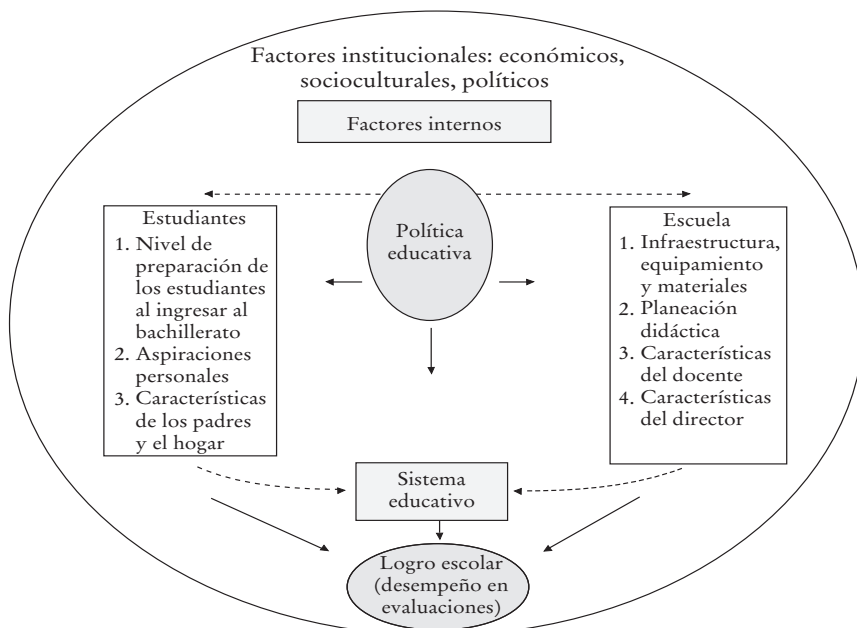 Factores institucionales: económicos,
socioculturales, políticos
Factores internos
Política
educativa
Estudiantes
1. Nivel de
preparación de
los estudiantes
al ingresar al
bachillerato
2. Aspiraciones
personales
3. Características
de los padres
y el hogar
Escuela
1. Infraestructura,
equipamiento
y materiales
2. Planeación
didáctica
3. Características
del docente
4. Características
del director
Sistema
educativo
Logro escolar
(desempeño en
evaluaciones)